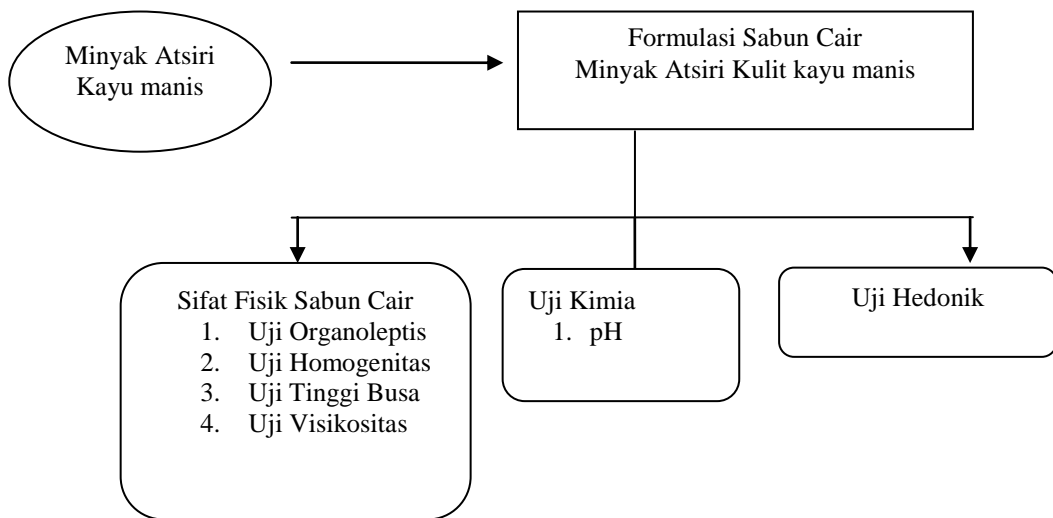 Minyak Atsiri
Kayu manis
Formulasi Sabun Cair
Minyak Atsiri Kulit kayu manis
Sifat Fisik Sabun Cair
1. Uji Organoleptis
2. Uji Homogenitas
3. Uji Tinggi Busa
4. Uji Visikositas
Uji Kimia
1. pH
Uji Hedonik